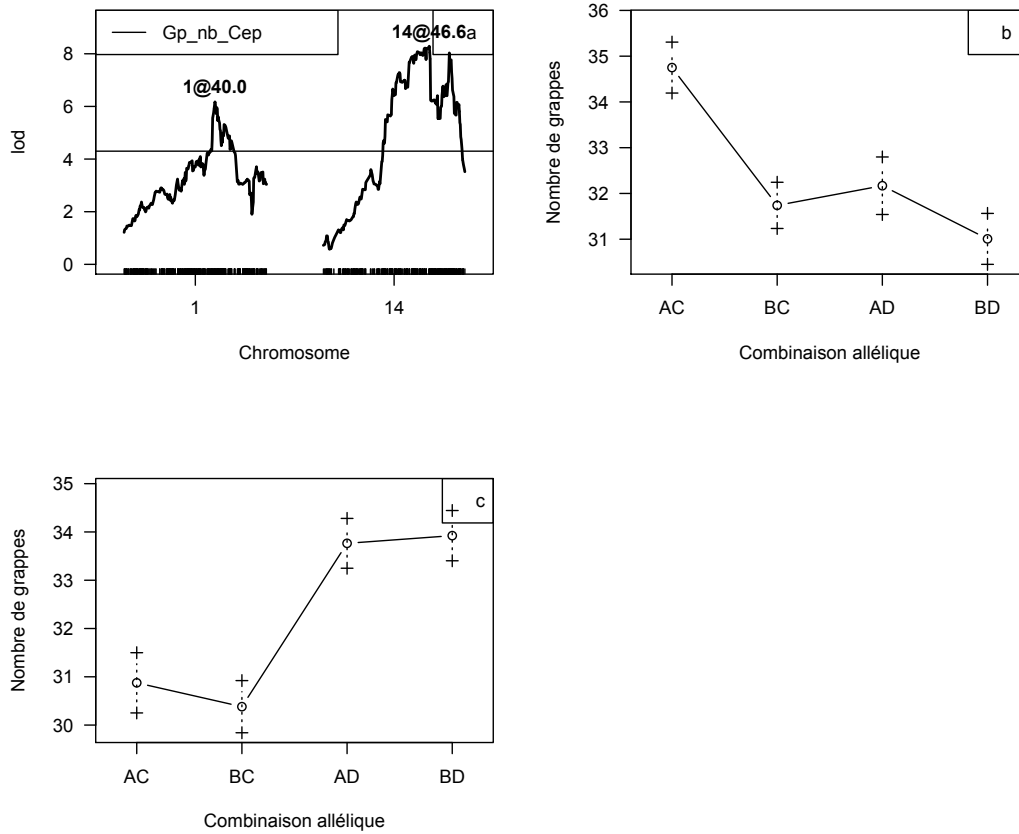 Gp_nb_Cep
14@46.6a
1@40.0
8
6
4
2
0
lod
1
14
Chromosome
b
36
35
34
33
32
31
Nombre de grappes
AC
BC
AD
BD
Combinaison allélique
c
35
34
33
32
31
30
Nombre de grappes
AC
BC
AD
BD
Combinaison allélique